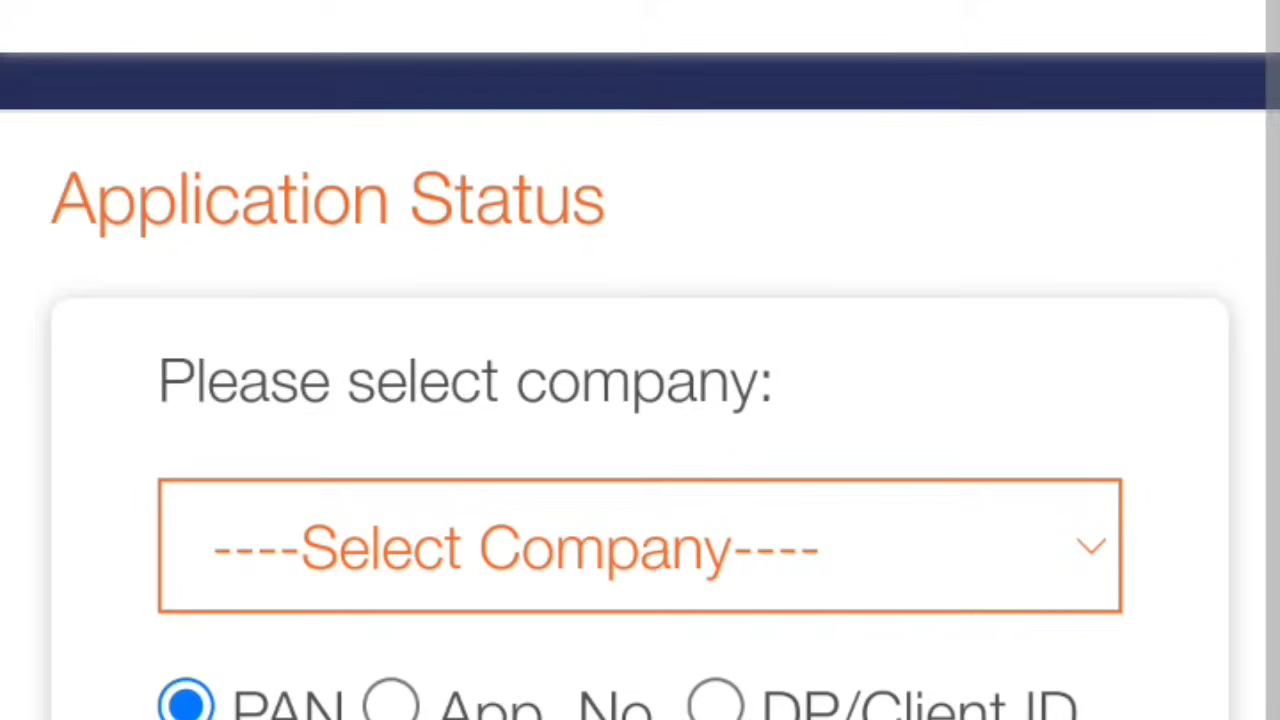 Application Status
Please select company:
----Select Company----
PAN App. No DP/Client ID